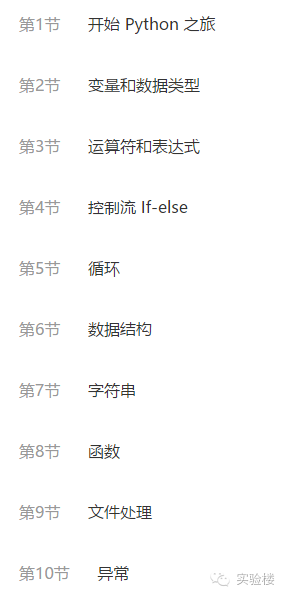 第1节 开始 Python 之旅
第2节 变量和数据类型
第3节 运算符和表达式
第4节 控制流 If-else
第5节 循环
第6节 数据结构
第7节 字符串
第8节 函数
第9节 文件处理
第10节 异常
实验楼